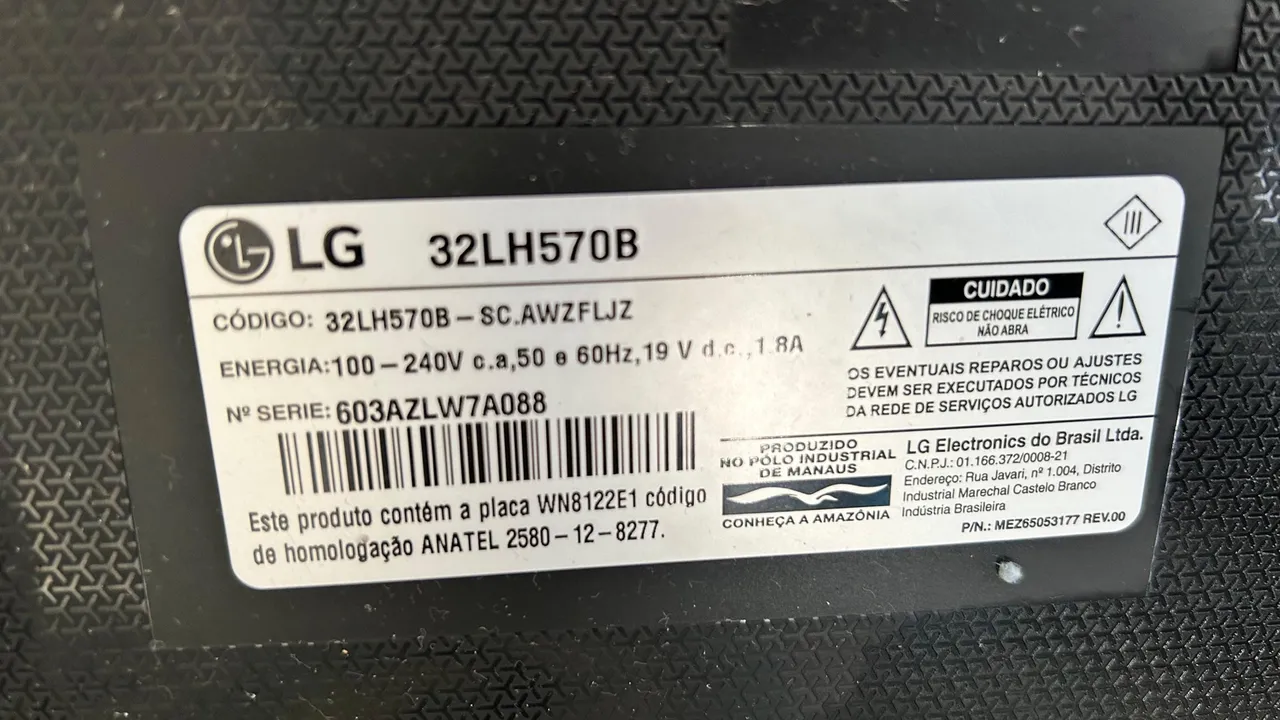 LG 32LH570B
CÓDIGO: 32LH570B-SC.AWZFLJZ
ENERGIA:100-240V c.a,50 e 60Hz,19 V d.c.,1.8A
Nº SERIE: 603AZLW7A088
Este produto contém a placa WN8122E1 código
de homologação ANATEL 2580-12-8277.
CUIDADO
RISCO DE CHOQUE ELÉTRICO
NÃO ABRA
OS EVENTUAIS REPAROS OU AJUSTES
DEVEM SER EXECUTADOS POR TÉCNICOS
DA REDE DE SERVIÇOS AUTORIZADOS LG
PRODUZIDO
NO PÓLO INDUSTRIAL
DE MANAUS
CONHEÇA A AMAZÔNIA
LG Electronics do Brasil Ltda.
C.N.P.J.: 01.166.372/0008-21
Endereço: Rua Javari, nº 1.004, Distrito
Industrial Marechal Castelo Branco
Indústria Brasileira
P/N.: MEZ65053177 REV.00